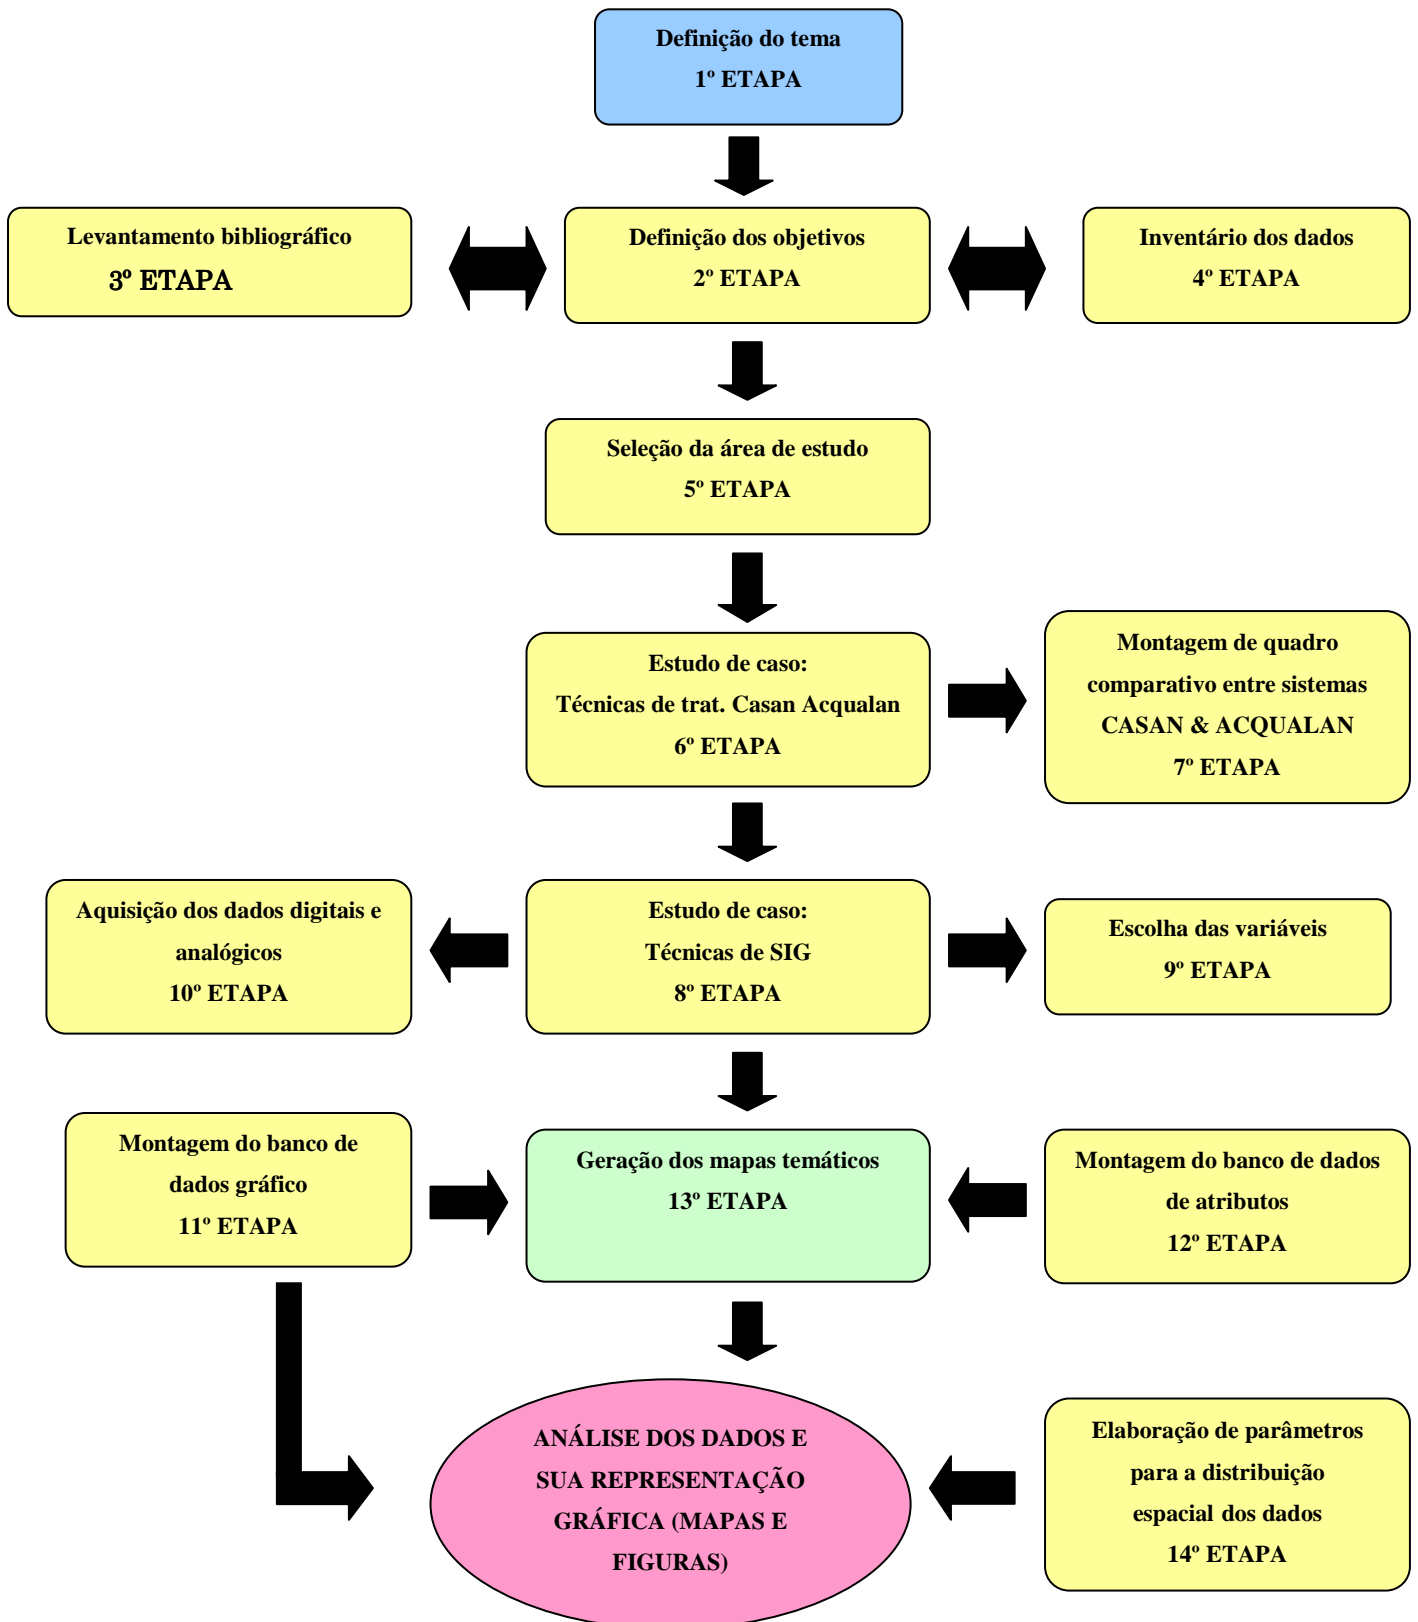 Definição do tema
1º ETAPA
Levantamento bibliográfico
3º ETAPA
Definição dos objetivos
2º ETAPA
Inventário dos dados
4º ETAPA
Seleção da área de estudo
5º ETAPA
Estudo de caso:
Técnicas de trat. Casan Acqualan
6º ETAPA
Montagem de quadro
comparativo entre sistemas
CASAN & ACQUALAN
7º ETAPA
Aquisição dos dados digitais e
analógicos
10º ETAPA
Estudo de caso:
Técnicas de SIG
8º ETAPA
Escolha das variáveis
9º ETAPA
Montagem do banco de
dados gráfico
11º ETAPA
Geração dos mapas temáticos
13º ETAPA
Montagem do banco de dados
de atributos
12º ETAPA
ANÁLISE DOS DADOS E
SUA REPRESENTAÇÃO
GRÁFICA (MAPAS E
FIGURAS)
Elaboração de parâmetros
para a distribuição
espacial dos dados
14º ETAPA